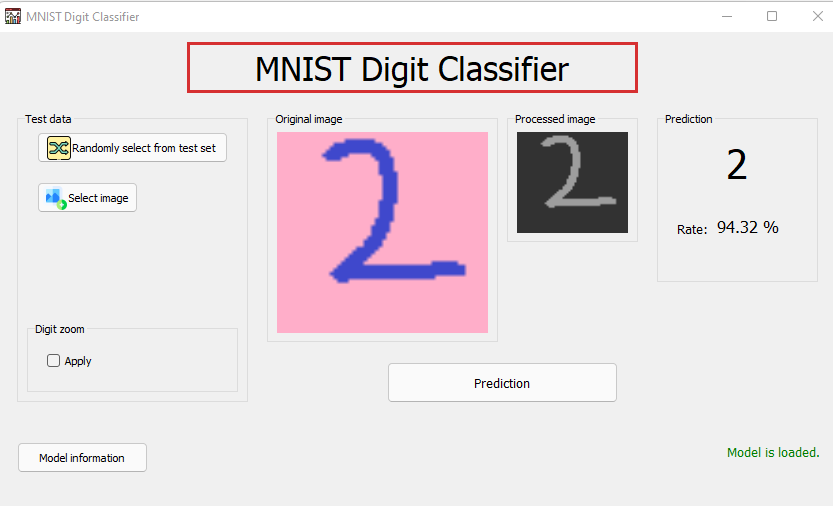 MNIST Digit Classifier
MNIST Digit Classifier
Test data
Randomly select from test set
Select image
Digit zoom
Apply
Original image
2
Processed image
2
Prediction
2
Rate: 94.32 %
Prediction
Model information
Model is loaded.